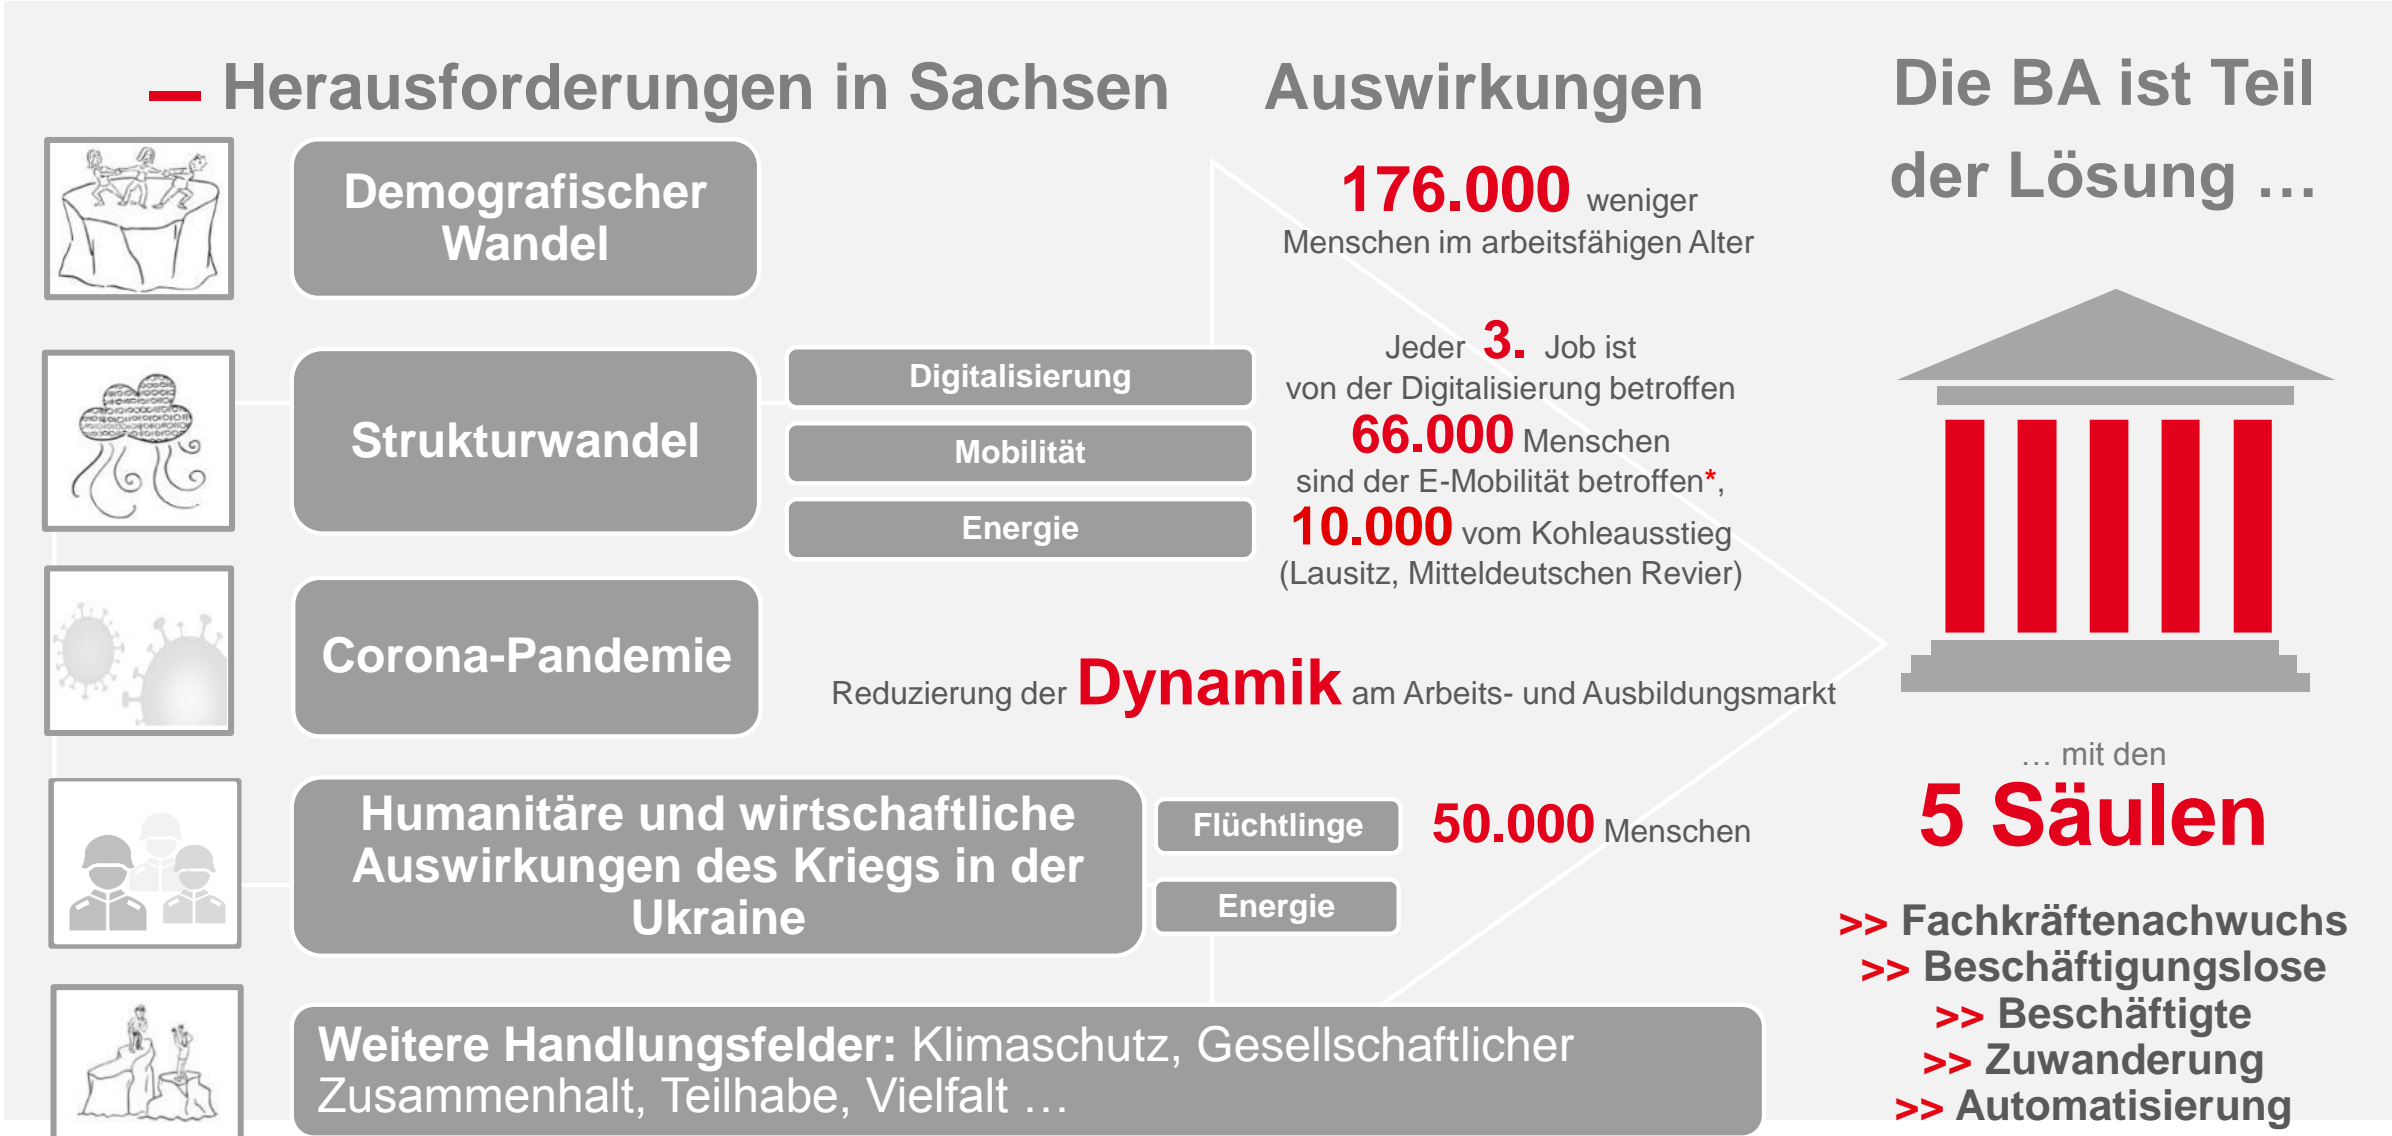 Herausforderungen in Sachsen
Auswirkungen
Die BA ist Teil
der Lösung …
Demografischer
Wandel
176.000 weniger
Menschen im arbeitsfähigen Alter
Strukturwandel
Digitalisierung
Mobilität
Energie
Jeder 3. Job ist
von der Digitalisierung betroffen
66.000 Menschen
sind der E-Mobilität betroffen*,
10.000 vom Kohleausstieg
(Lausitz, Mitteldeutschen Revier)
Corona-Pandemie
Reduzierung der Dynamik am Arbeits- und Ausbildungsmarkt
Humanitäre und wirtschaftliche
Auswirkungen des Kriegs in der
Ukraine
Flüchtlinge
Energie
50.000 Menschen
Weitere Handlungsfelder: Klimaschutz, Gesellschaftlicher
Zusammenhalt, Teilhabe, Vielfalt …
… mit den
5 Säulen
>> Fachkräftenachwuchs
>> Beschäftigungslose
>> Beschäftigte
>> Zuwanderung
>> Automatisierung